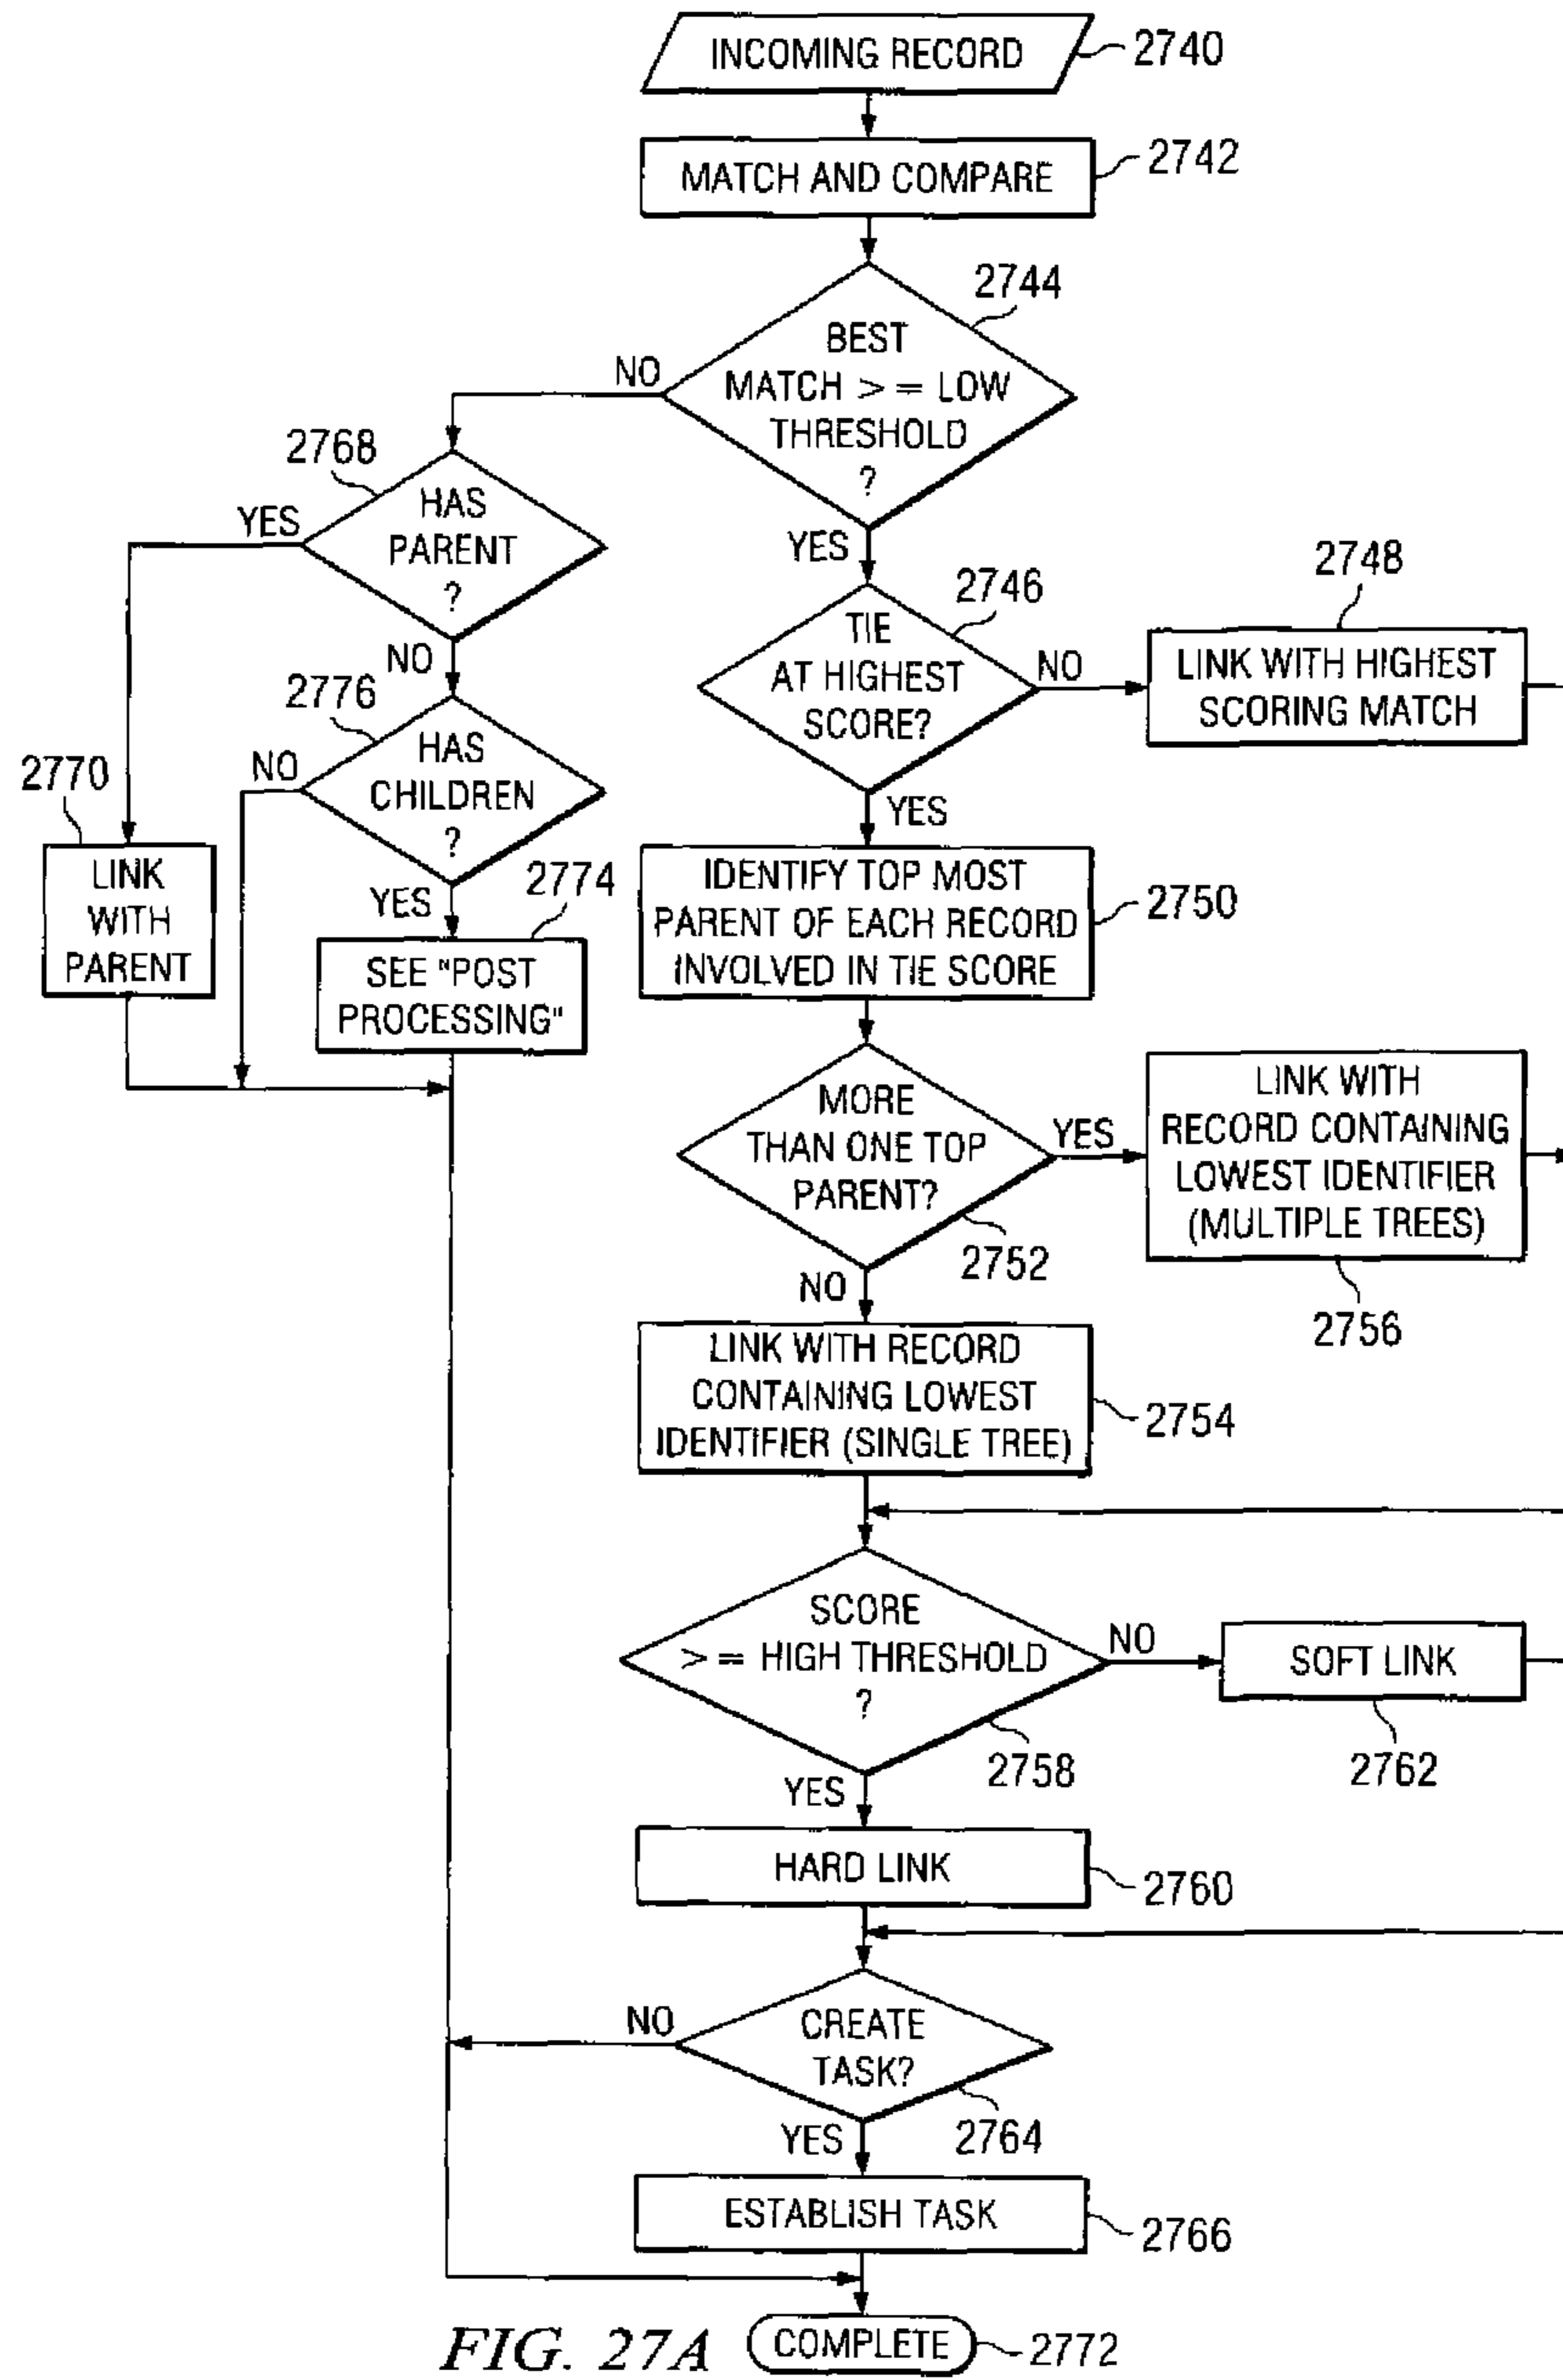 INCOMING RECORD
2740
MATCH AND COMPARE
2742
2744
BEST
MATCH > = LOW
THRESHOLD
?
NO
YES
2768
HAS
PARENT
?
YES
NO
2746
TIE
AT HIGHEST
SCORE?
NO
YES
2748
LINK WITH HIGHEST
SCORING MATCH
2776
HAS
CHILDREN
?
NO
YES
2770
LINK
WITH
PARENT
2774
SEE "POST
PROCESSING"
IDENTIFY TOP MOST
PARENT OF EACH RECORD
INVOLVED IN TIE SCORE
2750
MORE
THAN ONE TOP
PARENT?
YES
2752
NO
LINK WITH
RECORD CONTAINING
LOWEST IDENTIFIER
(MULTIPLE TREES)
2756
LINK WITH RECORD
CONTAINING LOWEST
IDENTIFIER (SINGLE TREE)
2754
SCORE
> = HIGH THRESHOLD
?
NO
2758
YES
SOFT LINK
2762
HARD LINK
2760
CREATE
TASK?
NO
2764
YES
ESTABLISH TASK
2766
FIG. 27A
COMPLETE
2772